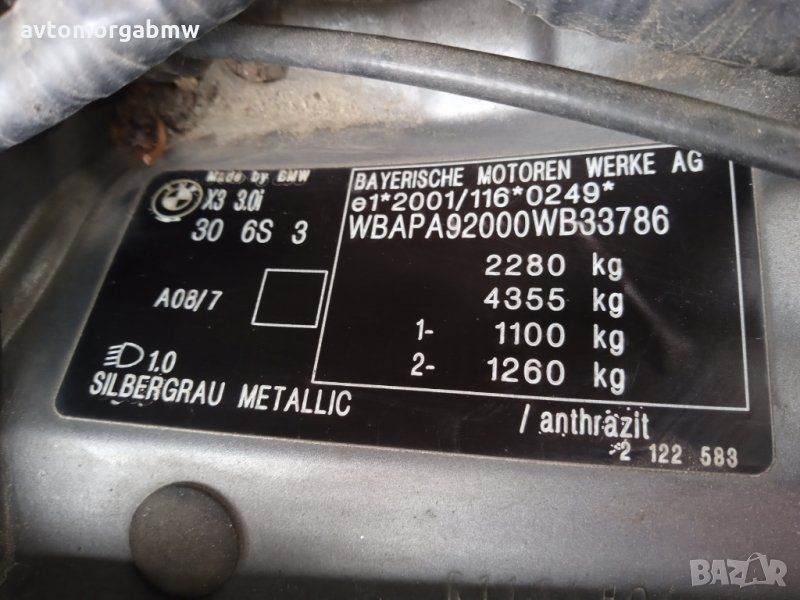 avtomorgabmw
Made by BMW
X3 3.0i
30 6S 3
A08/7
1.0
SILBERGRAU METALLIC
BAYERISCHE MOTOREN WERKE AG
e1*2001/116*0249*
WBAPA92000WB33786
2280 kg
4355 kg
1- 1100 kg
2- 1260 kg
/ anthrazit
2 122 583
BAZAR